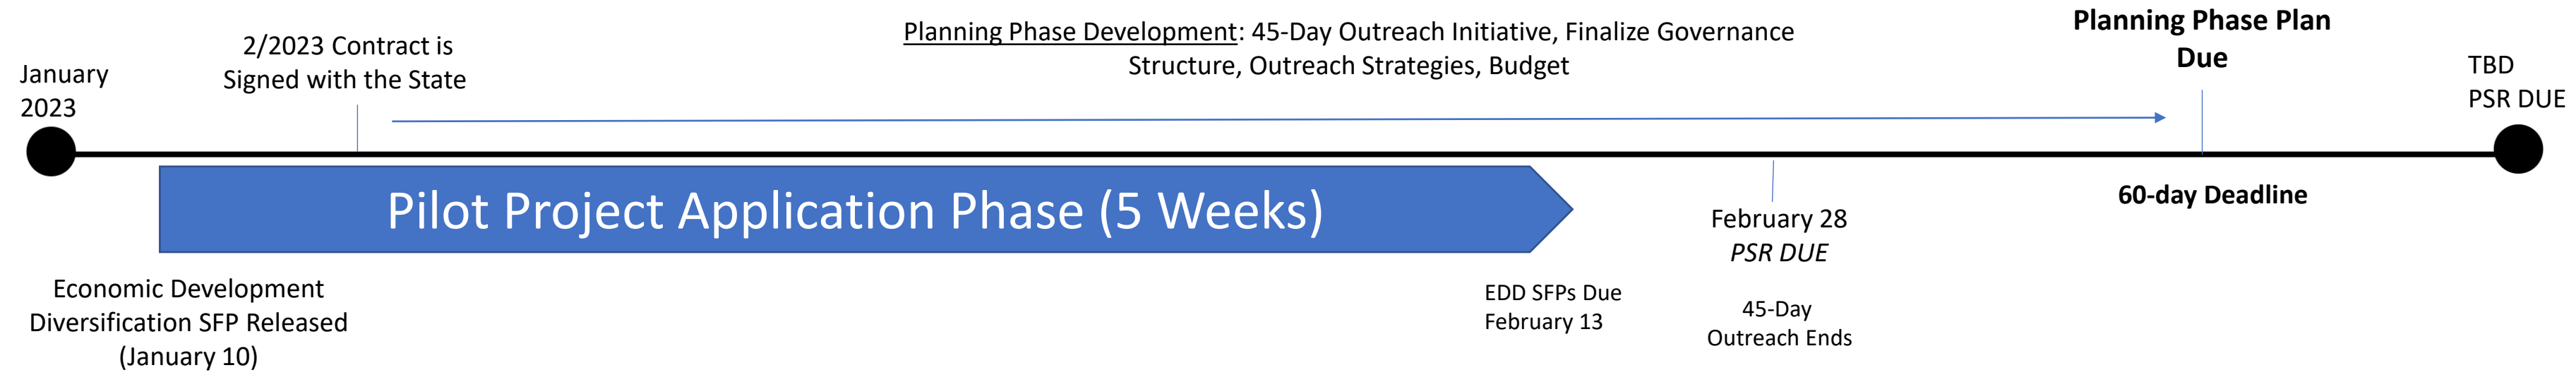 January
2023
2/2023 Contract is
Signed with the State
Planning Phase Development: 45-Day Outreach Initiative, Finalize Governance
Structure, Outreach Strategies, Budget
Planning Phase Plan
Due
TBD
PSR DUE
Pilot Project Application Phase (5 Weeks)
60-day Deadline
February 28
PSR DUE
Economic Development
Diversification SFP Released
(January 10)
EDD SFPs Due
February 13
45-Day
Outreach Ends